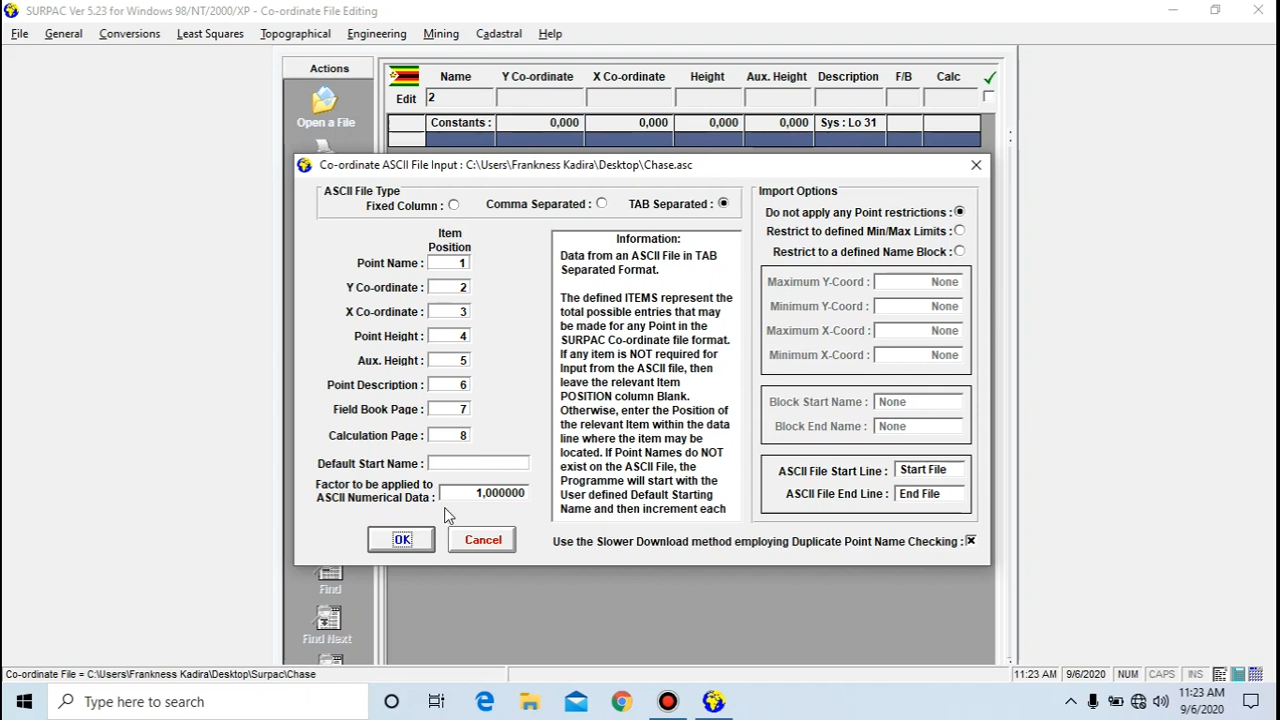 SURPAC Ver 5.23 for Windows 98/NT/2000/XP - Co-ordinate File Editing
File General Conversions Least Squares Topographical Engineering Mining Cadastral Help
Actions
Open a File
Find
Find Next
Name Y Co-ordinate X Co-ordinate Height Aux. Height Description F/B Calc
Edit 2
Constants : 0,000 0,000 0,000 0,000 Sys : Lo 31
Co-ordinate ASCII File Input : C:\Users\Frankness Kadira\Desktop\Chase.asc
ASCII File Type
Fixed Column : Comma Separated : TAB Separated :
Item
Position
Point Name : 1
Y Co-ordinate : 2
X Co-ordinate : 3
Point Height : 4
Aux. Height : 5
Point Description : 6
Field Book Page : 7
Calculation Page : 8
Default Start Name :
Factor to be applied to
ASCII Numerical Data : 1,000000
OK Cancel
Information:
Data from an ASCII File in TAB
Separated Format.
The defined ITEMS represent the
total possible entries that may
be made for any Point in the
SURPAC Co-ordinate file format.
If any item is NOT required for
Input from the ASCII file, then
leave the relevant Item
POSITION column Blank.
Otherwise, enter the Position of
the relevant Item within the data
line where the item may be
located. If Point Names do NOT
exist on the ASCII File, the
Programme will start with the
User defined Default Starting
Name and then increment each
Import Options
Do not apply any Point restrictions :
Restrict to defined Min/Max Limits :
Restrict to a defined Name Block :
Maximum Y-Coord : None
Minimum Y-Coord : None
Maximum X-Coord : None
Minimum X-Coord : None
Block Start Name : None
Block End Name : None
ASCII File Start Line : Start File
ASCII File End Line : End File
Use the Slower Download method employing Duplicate Point Name Checking :
Co-ordinate File = C:\Users\Frankness Kadira\Desktop\Surpac\Chase
11:23 AM 9/6/2020 NUM CAPS INS
Type here to search
11:23 AM
9/6/2020